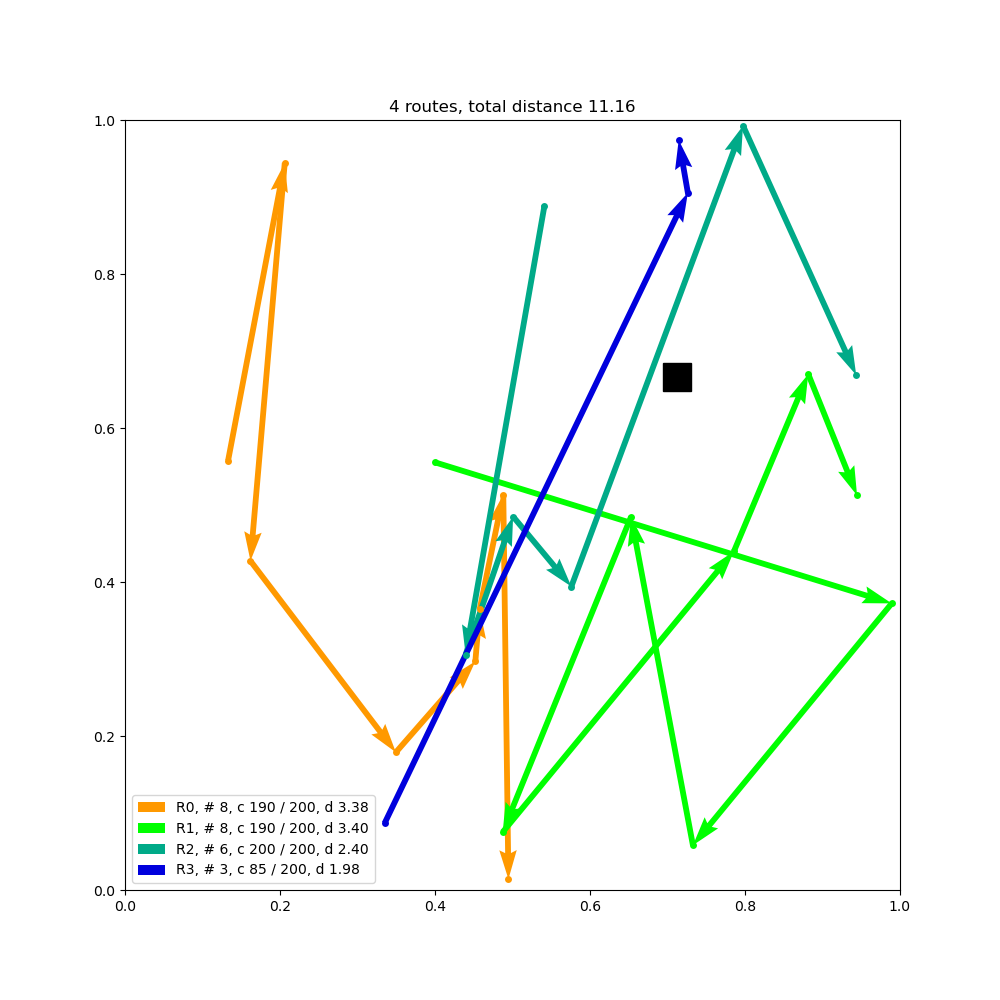 4 routes, total distance 11.16
1.0
0.8
0.6
0.4
0.2
0.0
R0, # 8, c 190 / 200, d 3.38
R1, # 8, c 190 / 200, d 3.40
R2, # 6, c 200 / 200, d 2.40
R3, # 3, c 85 / 200, d 1.98
0.0 0.2 0.4 0.6 0.8 1.0